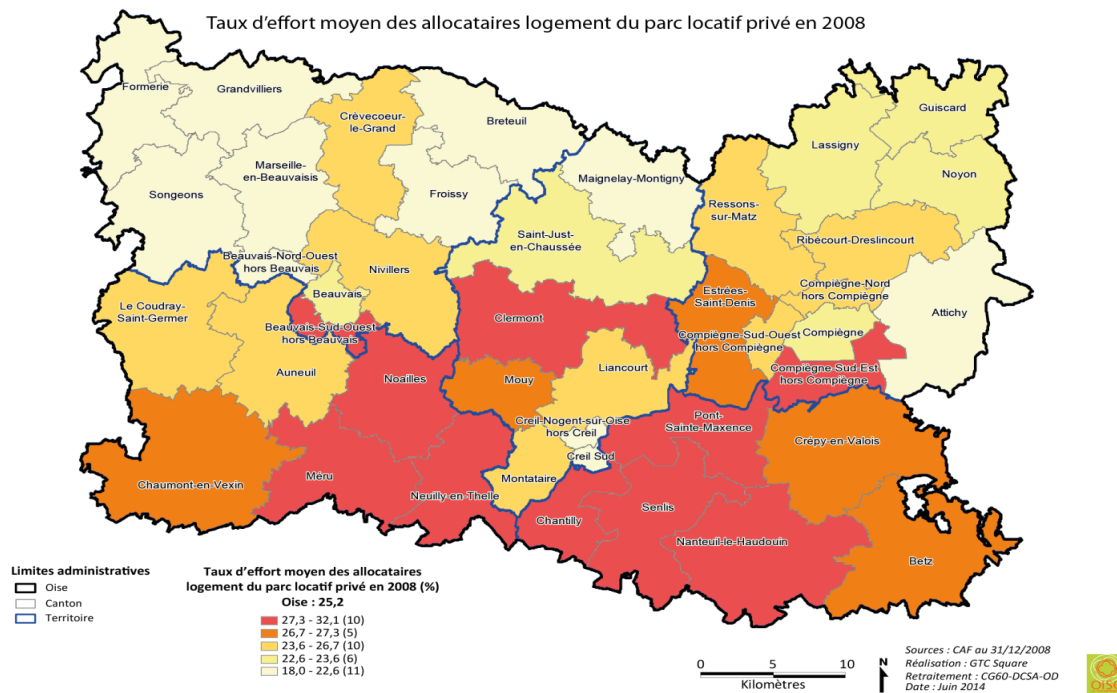 Taux d'effort moyen des allocataires logement du parc locatif privé en 2008
Formerie
Grandvilliers
Crèvecoeur-
le-Grand
Breteuil
Guiscard
Lassigny
Noyon
Marseille-
en-Beauvaisis
Songeons
Froissy
Maignelay-Montigny
Ressons-
sur-Matz
Saint-Just-
en-Chaussée
Ribécourt-Dreslincourt
Beauvais-Nord-Ouest
hors Beauvais
Nivillers
Beauvais
Le Coudray-
Saint-Germer
Beauvais-Sud-Ouest
hors Beauvais
Auneuil
Clermont
Estrées-
Saint-Denis
Compiègne-Nord
hors Compiègne
Attichy
Compiègne-Sud-Ouest
hors Compiègne
Compiègne
Compiègne-Sud-Est
hors Compiègne
Noailles
Mouy
Liancourt
Creil-Nogent-sur-Oise
hors Creil
Pont-
Sainte-Maxence
Crépy-en-Valois
Creil Sud
Chaumont-en-Vexin
Méru
Montataire
Neuilly-en-Thelle
Chantilly
Senlis
Nanteuil-le-Haudouin
Betz
Limites administratives
Oise
Canton
Territoire
Taux d'effort moyen des allocataires
logement du parc locatif privé en 2008 (%)
Oise : 25,2
27,3 - 32,1 (10)
26,7 - 27,3 (5)
23,6 - 26,7 (10)
22,6 - 23,6 (6)
18,0 - 22,6 (11)
0 5 10
Kilomètres
N
Sources : CAF au 31/12/2008
Réalisation : GTC Square
Retraitement : CG60-DCSA-OD
Date : Juin 2014
OISE